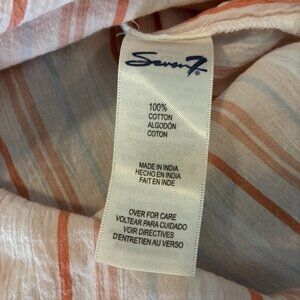 Seven7®
100%
COTTON
ALGODÓN
COTON
MADE IN INDIA
HECHO EN INDIA
FAIT EN INDE
OVER FOR CARE
VOLTEAR PARA CUIDADO
VOIR DIRECTIVES
D'ENTRETIEN AU VERSO